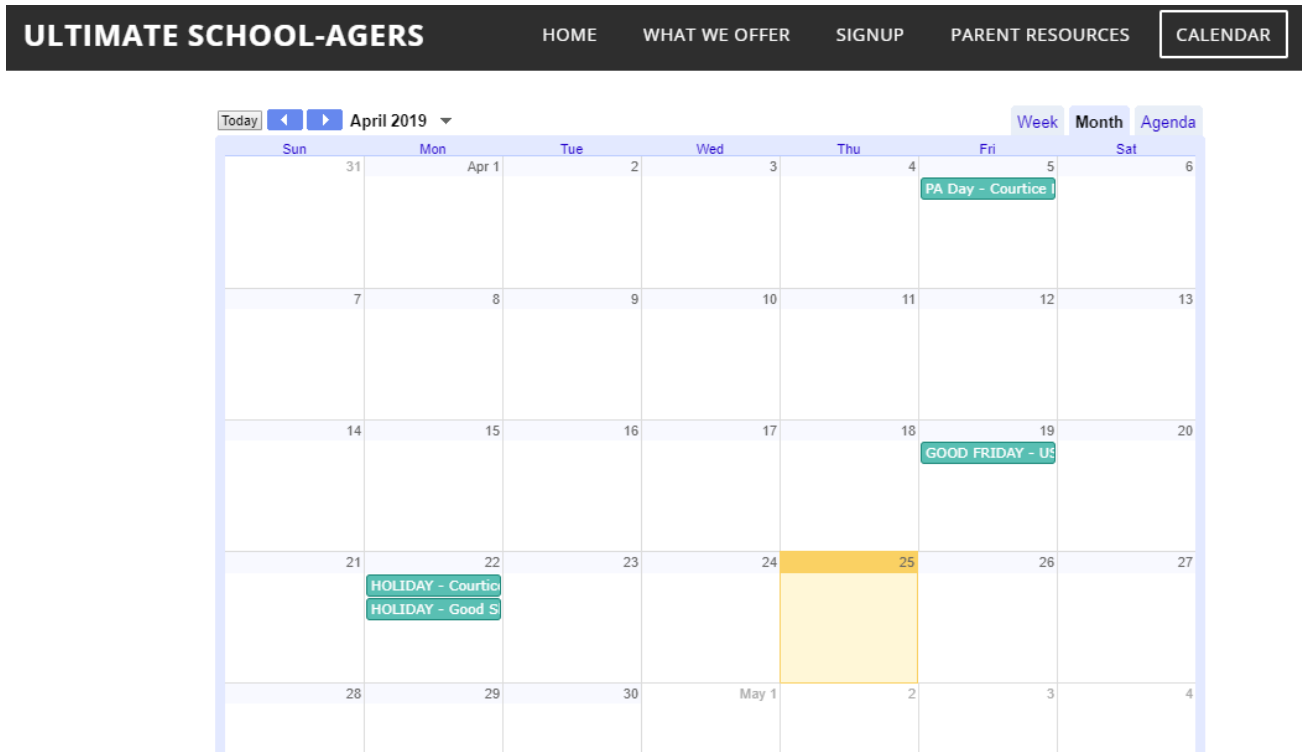 ULTIMATE SCHOOL-AGERS HOME WHAT WE OFFER SIGNUP PARENT RESOURCES CALENDAR
Today April 2019 Week Month Agenda
Sun Mon Tue Wed Thu Fri Sat
31 Apr 1 2 3 4 5 6
PA Day - Courtice
7 8 9 10 11 12 13
14 15 16 17 18 19 20
GOOD FRIDAY - US
21 22 23 24 25 26 27
HOLIDAY - Courtic
HOLIDAY - Good S
28 29 30 May 1 2 3 4